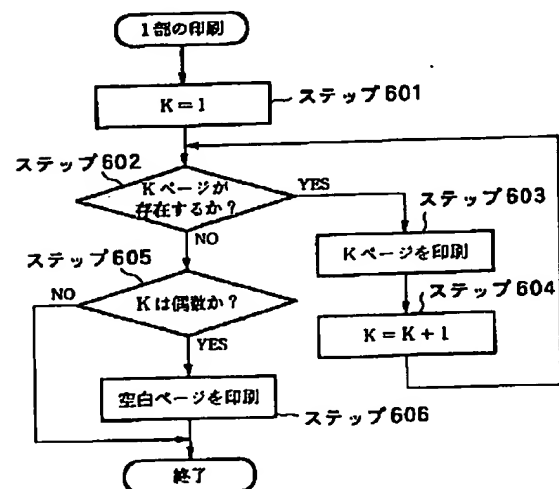 1部の印刷
K=1
ステップ601
ステップ602
Kページが
存在するか?
YES
ステップ603
Kページを印刷
NO
ステップ604
K=K+1
ステップ605
NO
Kは偶数か?
YES
空白ページを印刷
ステップ606
終了